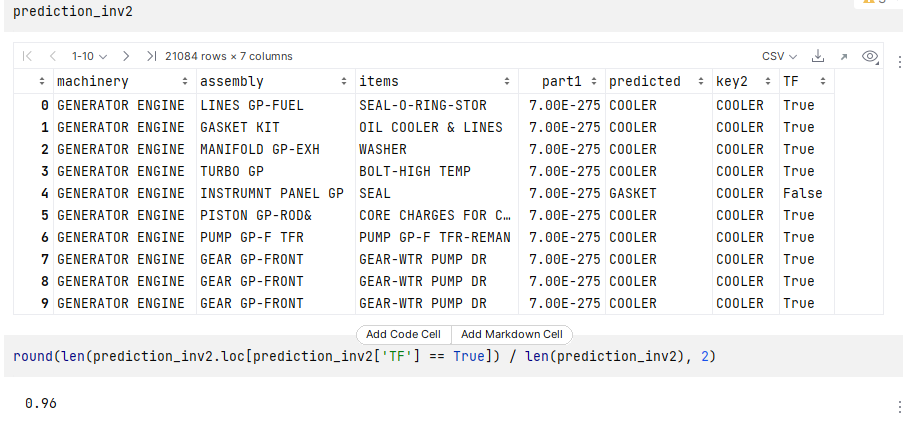 prediction_inv2
1-10 21084 rows × 7 columns CSV
machinery assembly items part1 predicted key2 TF
0 GENERATOR ENGINE LINES GP-FUEL SEAL-O-RING-STOR 7.00E-275 COOLER COOLER True
1 GENERATOR ENGINE GASKET KIT OIL COOLER & LINES 7.00E-275 COOLER COOLER True
2 GENERATOR ENGINE MANIFOLD GP-EXH WASHER 7.00E-275 COOLER COOLER True
3 GENERATOR ENGINE TURBO GP BOLT-HIGH TEMP 7.00E-275 COOLER COOLER True
4 GENERATOR ENGINE INSTRUMNT PANEL GP SEAL 7.00E-275 GASKET COOLER False
5 GENERATOR ENGINE PISTON GP-ROD& CORE CHARGES FOR C… 7.00E-275 COOLER COOLER True
6 GENERATOR ENGINE PUMP GP-F TFR PUMP GP-F TFR-REMAN 7.00E-275 COOLER COOLER True
7 GENERATOR ENGINE GEAR GP-FRONT GEAR-WTR PUMP DR 7.00E-275 COOLER COOLER True
8 GENERATOR ENGINE GEAR GP-FRONT GEAR-WTR PUMP DR 7.00E-275 COOLER COOLER True
9 GENERATOR ENGINE GEAR GP-FRONT GEAR-WTR PUMP DR 7.00E-275 COOLER COOLER True
Add Code Cell Add Markdown Cell
round(len(prediction_inv2.loc[prediction_inv2['TF'] == True]) / len(prediction_inv2), 2)
0.96